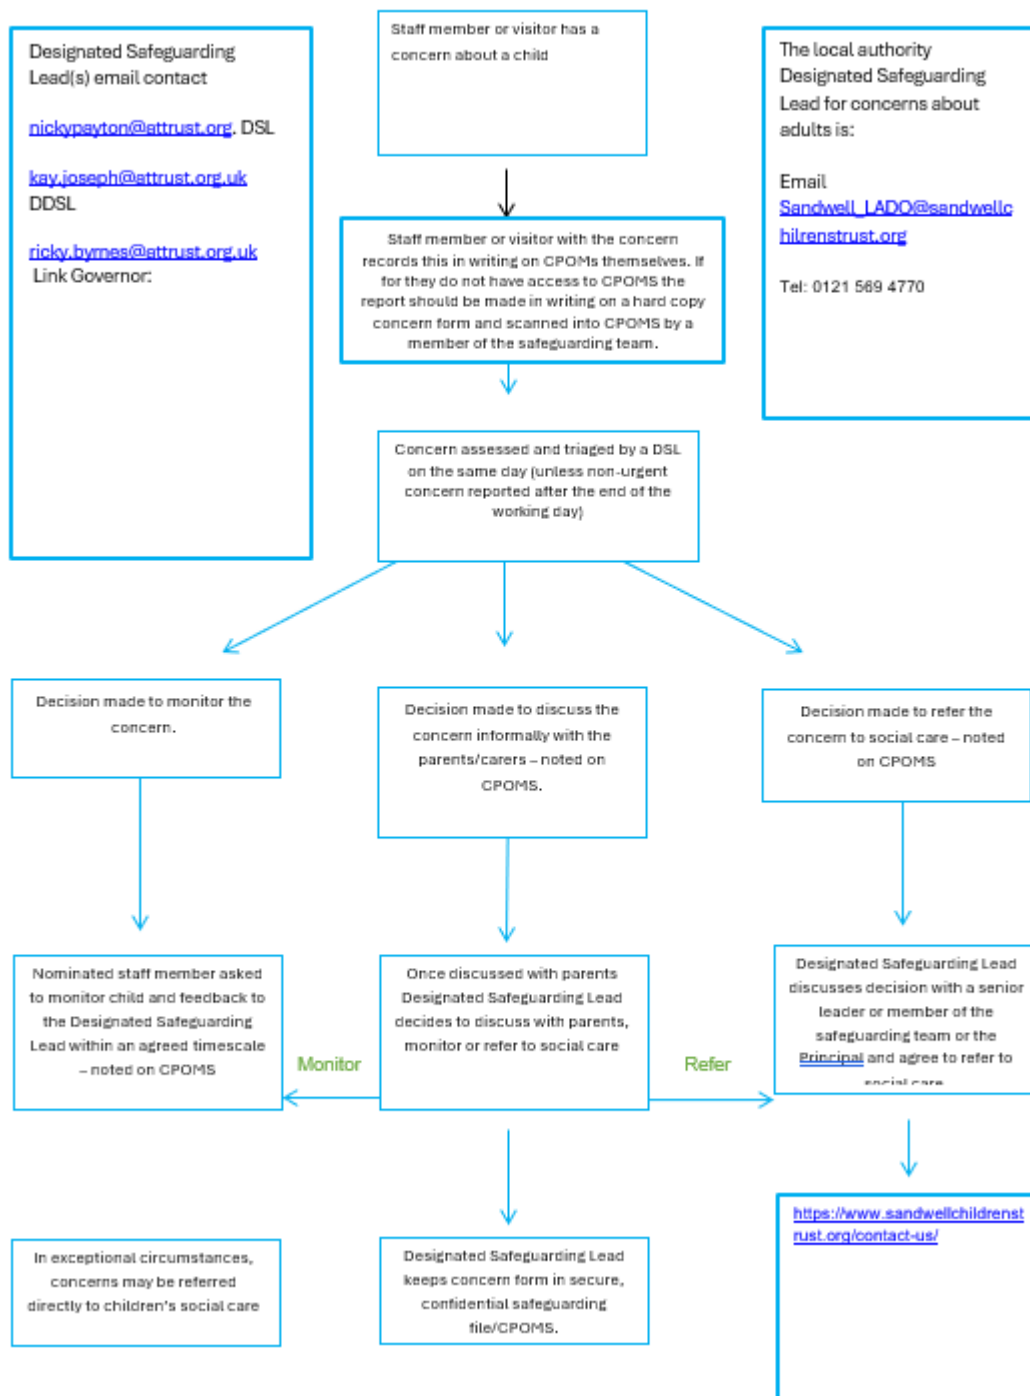 Designated Safeguarding
Lead(s) email contact
nickypayton@attrust.org. DSL
kay.joseph@attrust.org.uk
DDSL
ricky.byrnes@attrust.org.uk
Link Governor:
Staff member or visitor has a
concern about a child
The local authority
Designated Safeguarding
Lead for concerns about
adults is:
Email
Sandwell_LADO@sandwellc
hilrenstrust.org
Tel: 0121 569 4770
Staff member or visitor with the concern
records this in writing on CPOMs themselves. If
for they do not have access to CPOMS the
report should be made in writing on a hard copy
concern form and scanned into CPOMS by a
member of the safeguarding team.
Concern assessed and triaged by a DSL
on the same day (unless non-urgent
concern reported after the end of the
working day)
Decision made to monitor the
concern.
Decision made to discuss the
concern informally with the
parents/carers – noted on
CPOMS.
Decision made to refer the
concern to social care – noted
on CPOMS
Nominated staff member asked
to monitor child and feedback to
the Designated Safeguarding
Lead within an agreed timescale
– noted on CPOMS
Monitor
Once discussed with parents
Designated Safeguarding Lead
decides to discuss with parents,
monitor or refer to social care
Refer
Designated Safeguarding Lead
discusses decision with a senior
leader or member of the
safeguarding team or the
Principal and agree to refer to
social care
In exceptional circumstances,
concerns may be referred
directly to children's social care
Designated Safeguarding Lead
keeps concern form in secure,
confidential safeguarding
file/CPOMS.
https://www.sandwellchildrenst
rust.org/contact-us/